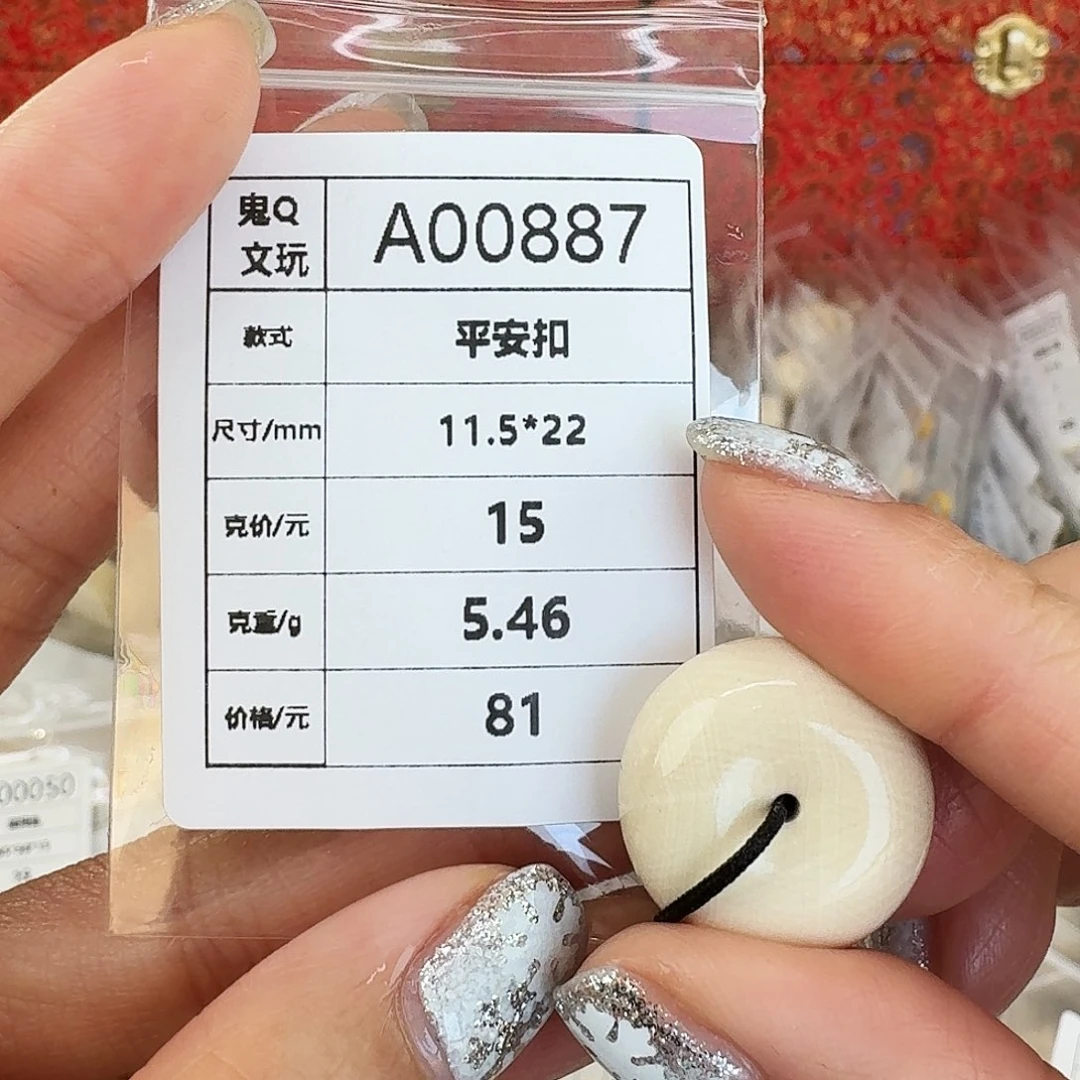 鬼Q
文玩
A00887
款式
平安扣
尺寸/mm
11.5*22
克价/元
15
克重/g
5.46
价格/元
81
00050